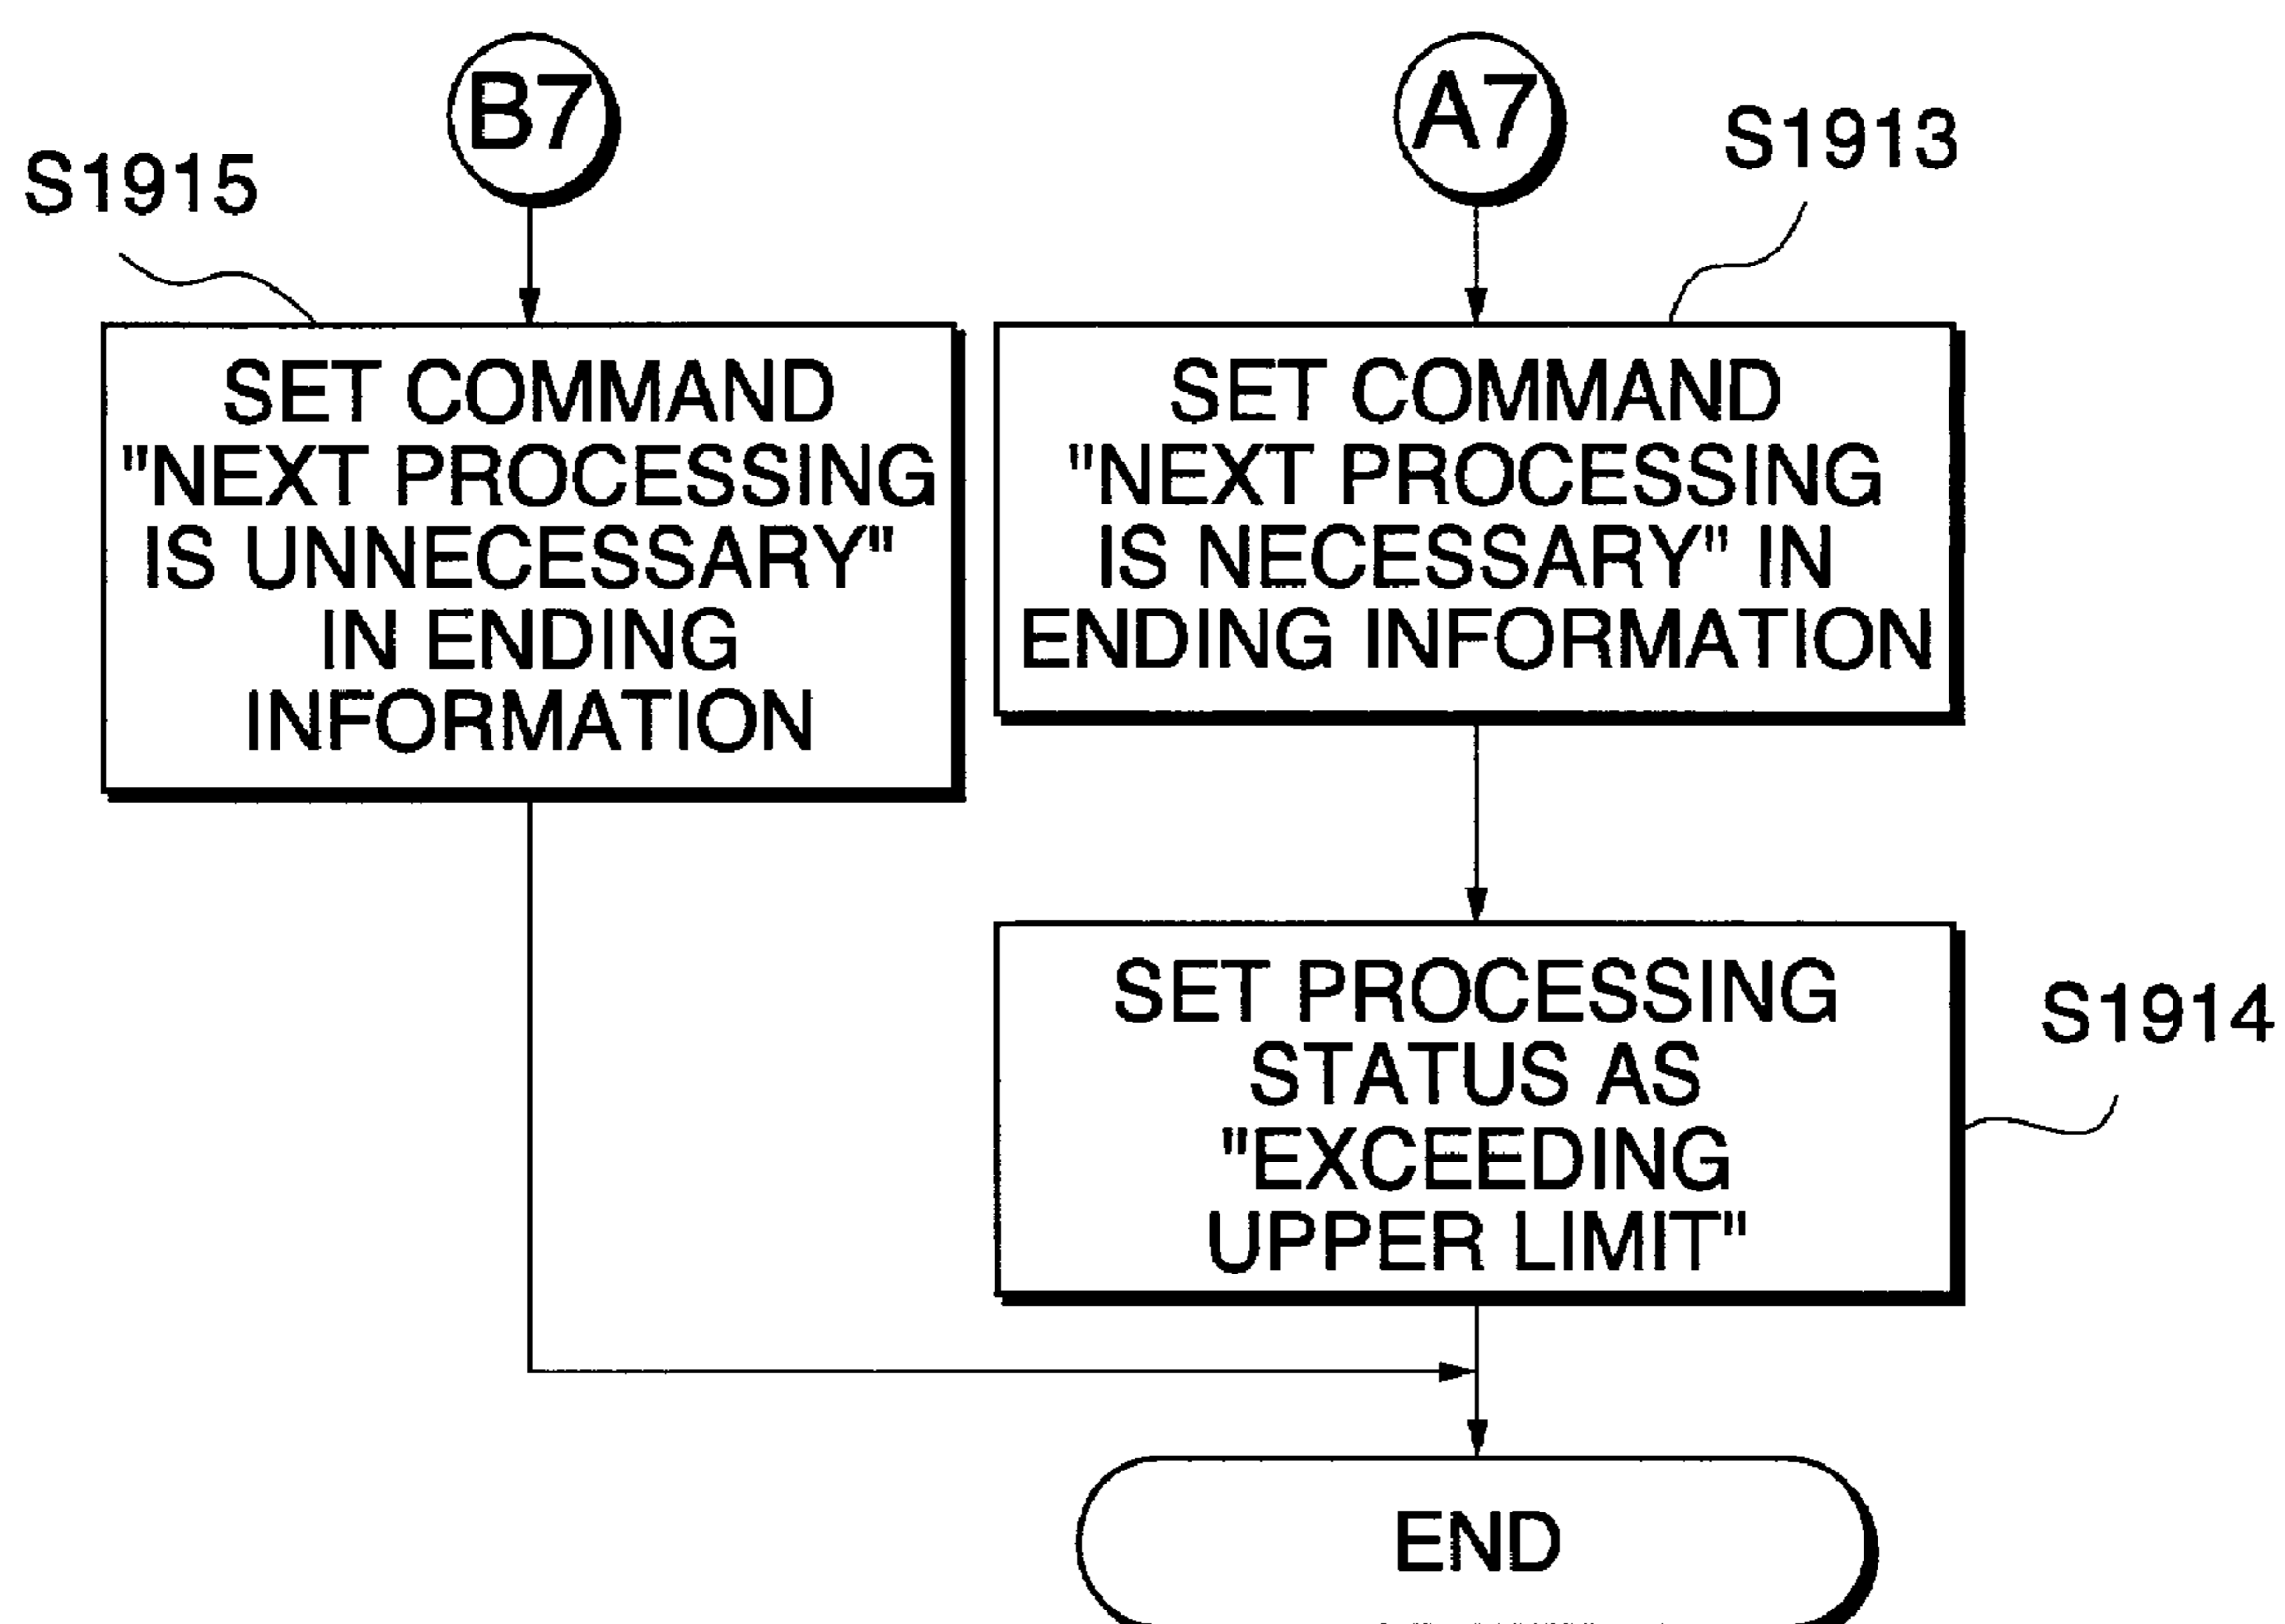 B7
A7
S1915
S1913
SET COMMAND
"NEXT PROCESSING
IS UNNECESSARY"
IN ENDING
INFORMATION
SET COMMAND
"NEXT PROCESSING
IS NECESSARY" IN
ENDING INFORMATION
SET PROCESSING
STATUS AS
"EXCEEDING
UPPER LIMIT"
S1914
END